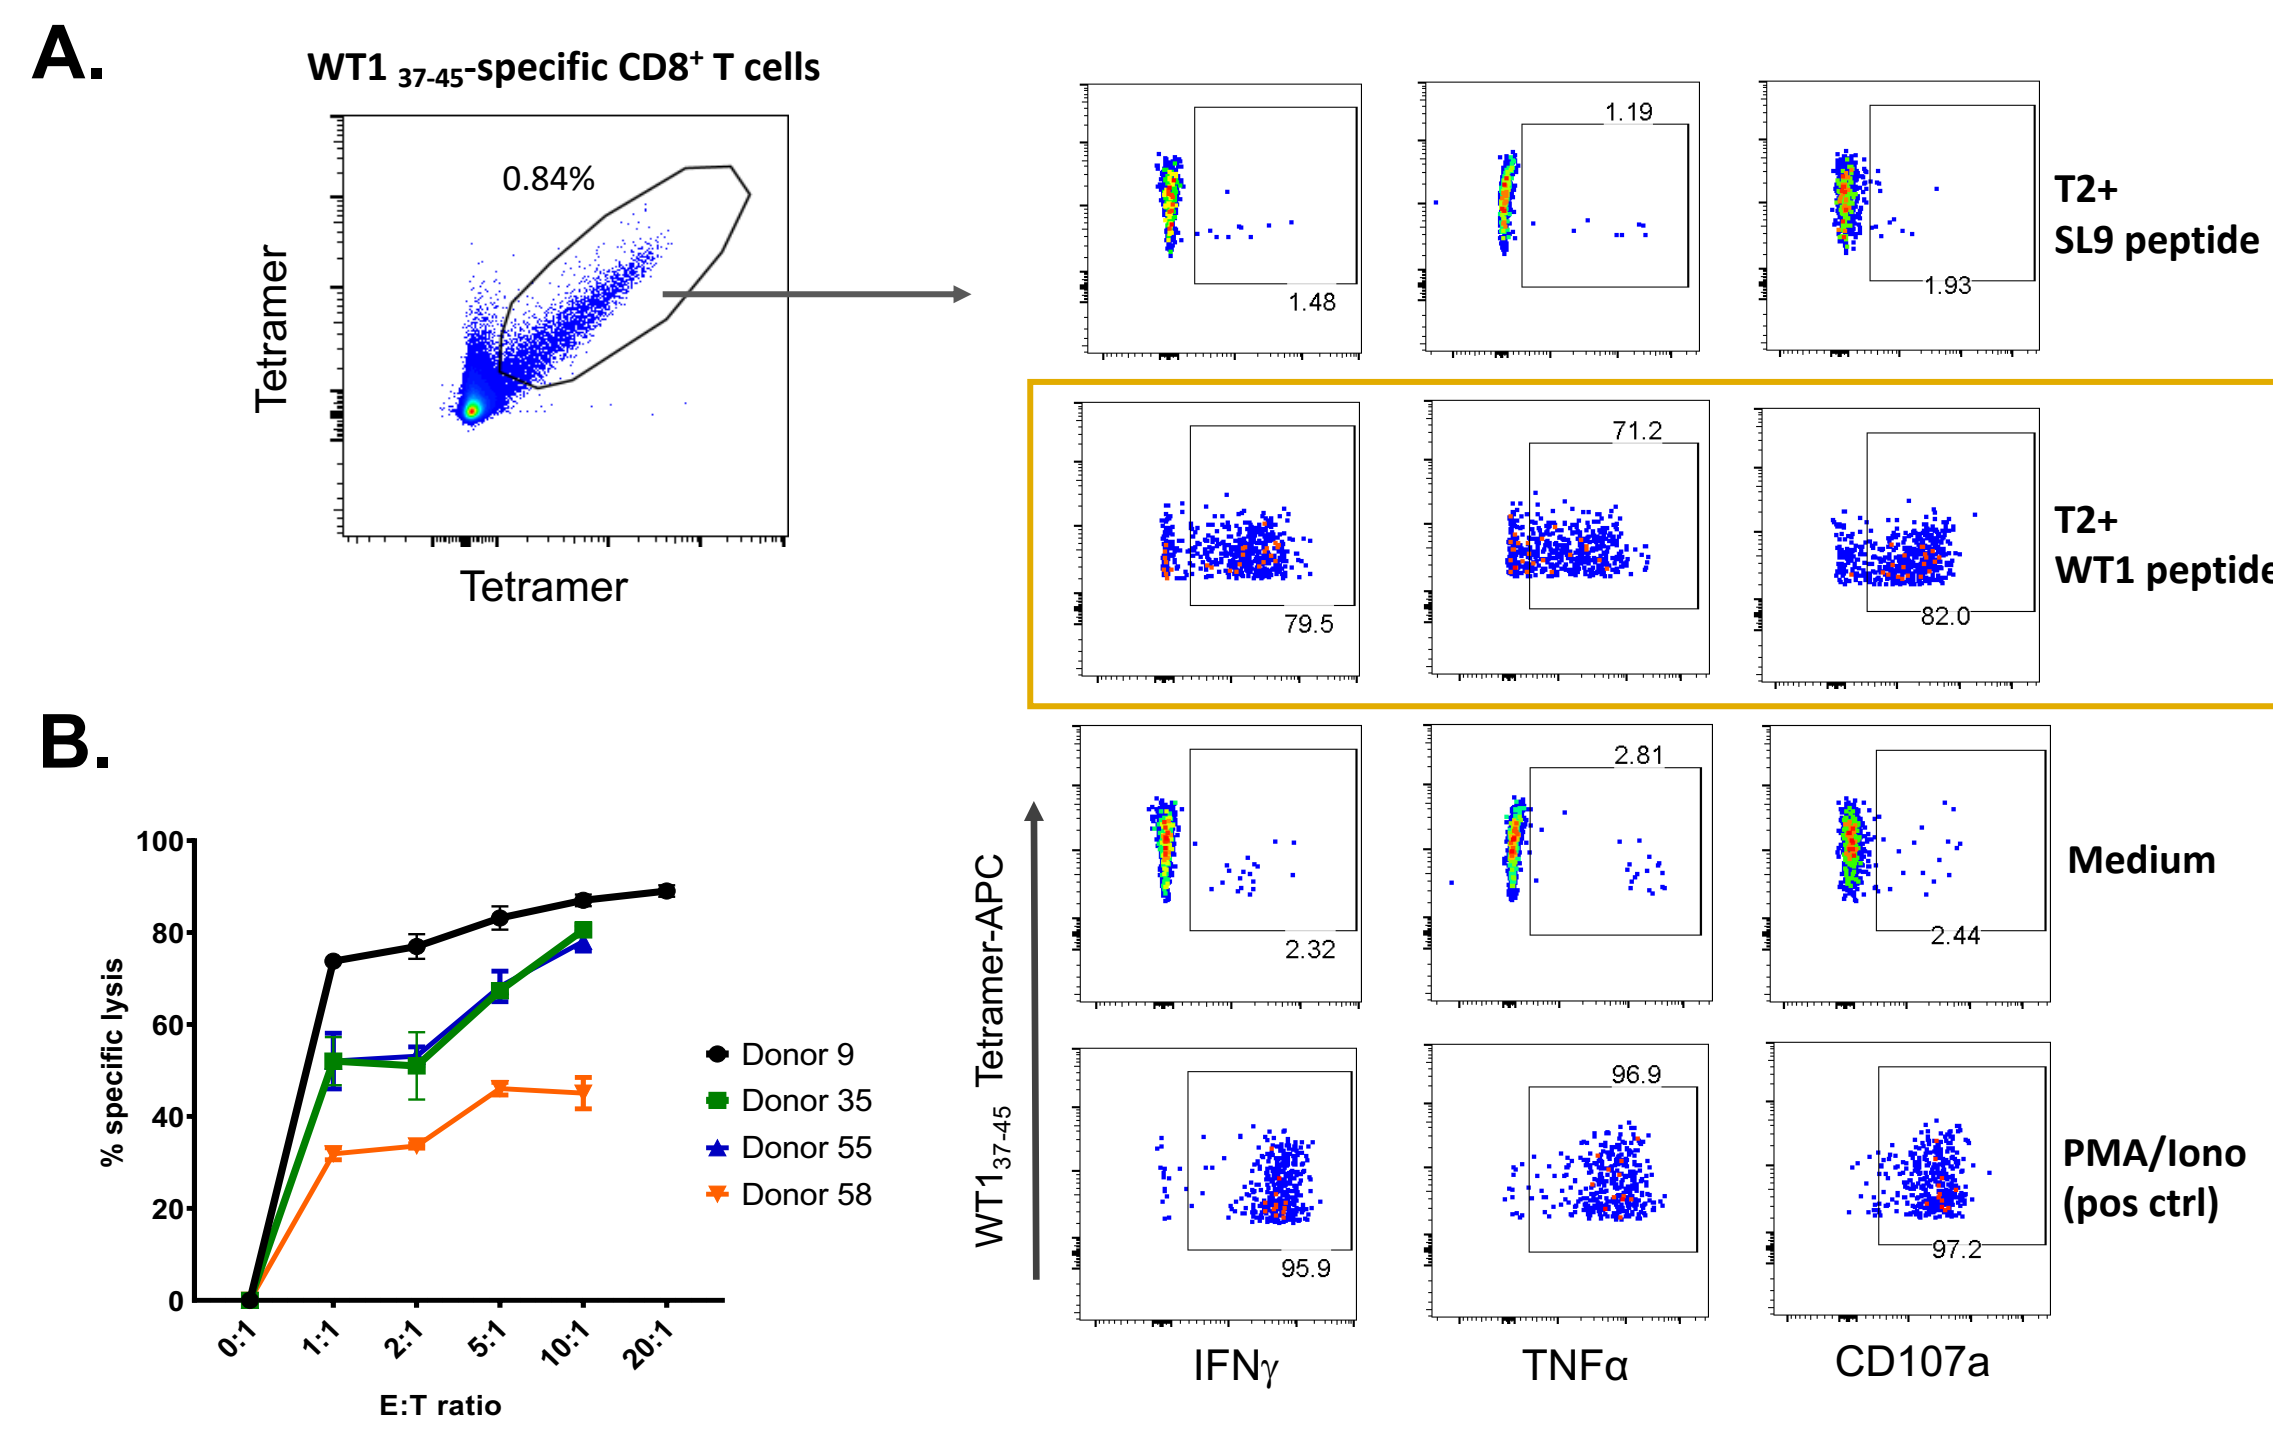 A.
WT1 37-45-specific CD8+ T cells
0.84%
Tetramer
Tetramer
1.48
1.19
1.93
T2+
SL9 peptide
79.5
71.2
82.0
T2+
WT1 peptide
2.32
2.81
2.44
Medium
95.9
96.9
97.2
PMA/Iono
(pos ctrl)
WT1 37-45 Tetramer-APC
IFNγ
TNFα
CD107a
B.
% specific lysis
100
80
60
40
20
0
0:1
1:1
2:1
5:1
10:1
20:1
E:T ratio
Donor 9
Donor 35
Donor 55
Donor 58